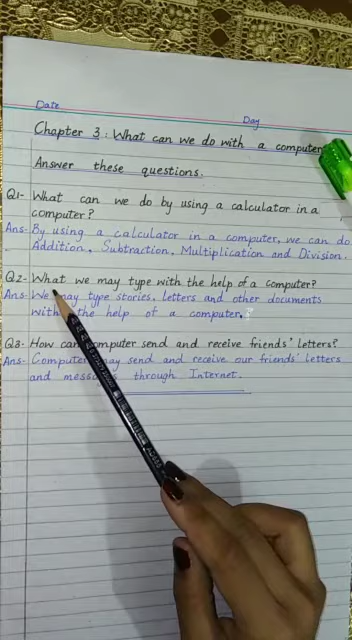 Date
Day
Chapter 3: What can we do with a computer
Answer these questions.
Q1- What can we do by using a calculator in a
computer?
Ans- By using a calculator in a computer, we can do
Addition, Subtraction, Multiplication and Division.
Q2- What we may type with the help of a computer?
Ans- We may type stories, letters and other documents
with the help of a computer.
Q3- How can computer send and receive friends' letters?
Ans- Computer may send and receive our friends' letters
and messages through Internet.